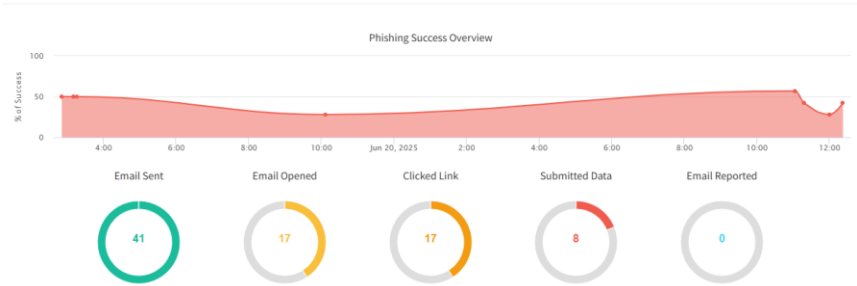 Phishing Success Overview
% of Success
100
50
0
4:00 6:00 8:00 10:00 Jun 20, 2025 2:00 4:00 6:00 8:00 10:00 12:00
Email Sent Email Opened Clicked Link Submitted Data Email Reported
41 17 17 8 0